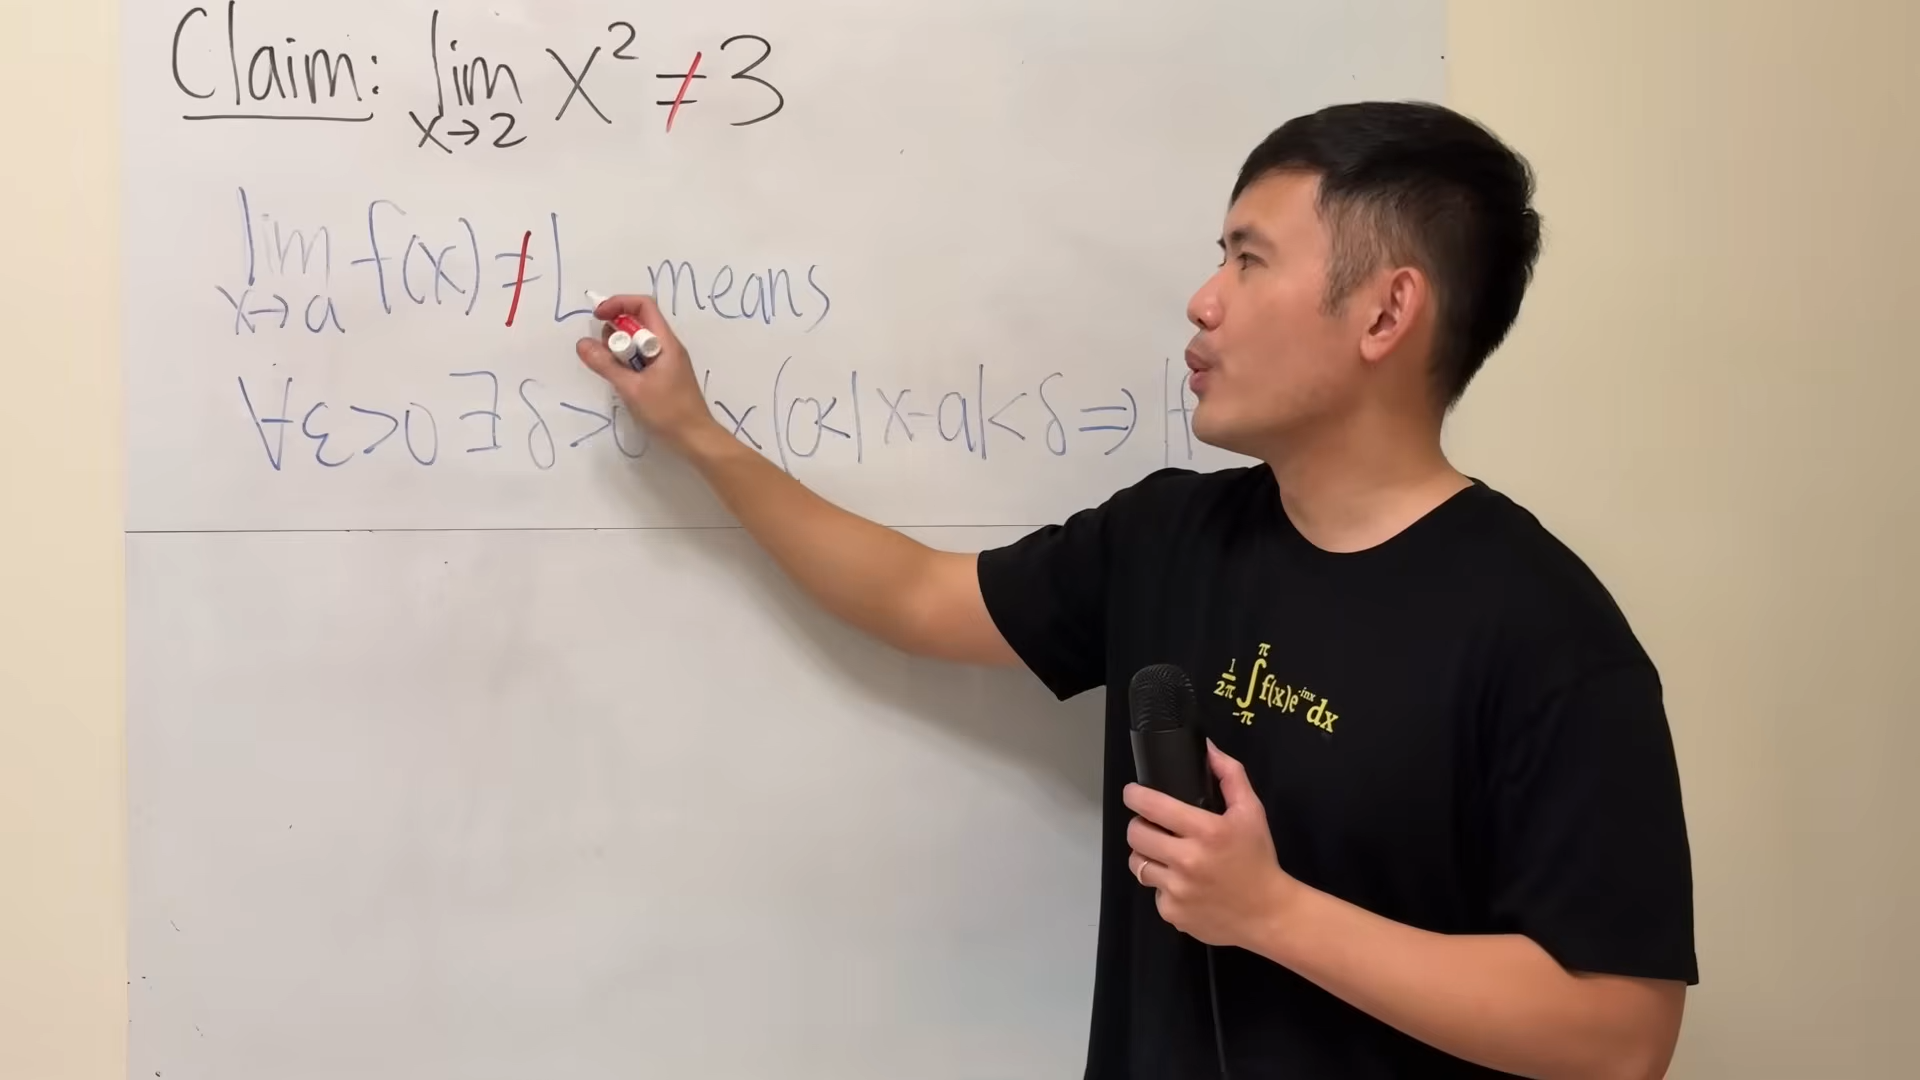 Claim: lim x→2 x² ≠ 3
lim x→a f(x) ≠ L means
∀ε>0 ∃δ>0 x(0<|x-a|<δ⇒|f
1/2π ∫ -π π f(x)e^-inx dx